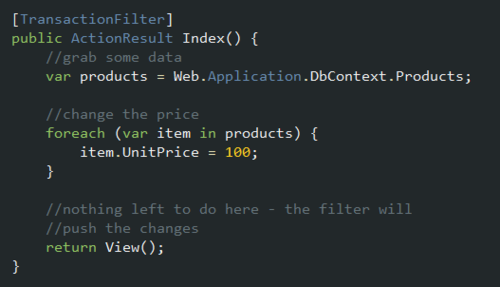 [TransactionFilter]
public ActionResult Index() {
    //grab some data
    var products = Web.Application.DbContext.Products;

    //change the price
    foreach (var item in products) {
        item.UnitPrice = 100;
    }

    //nothing left to do here - the filter will
    //push the changes
    return View();
}